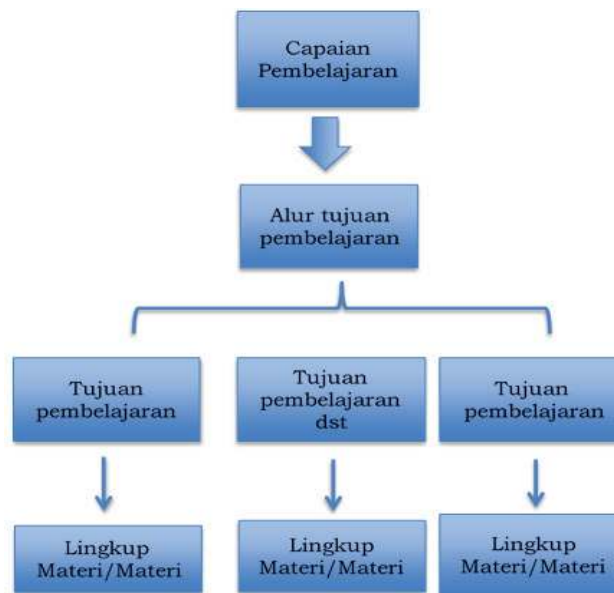 Capaian
Pembelajaran
Alur tujuan
pembelajaran
Tujuan
pembelajaran
Tujuan
pembelajaran
dst
Tujuan
pembelajaran
Lingkup
Materi/Materi
Lingkup
Materi/Materi
Lingkup
Materi/Materi